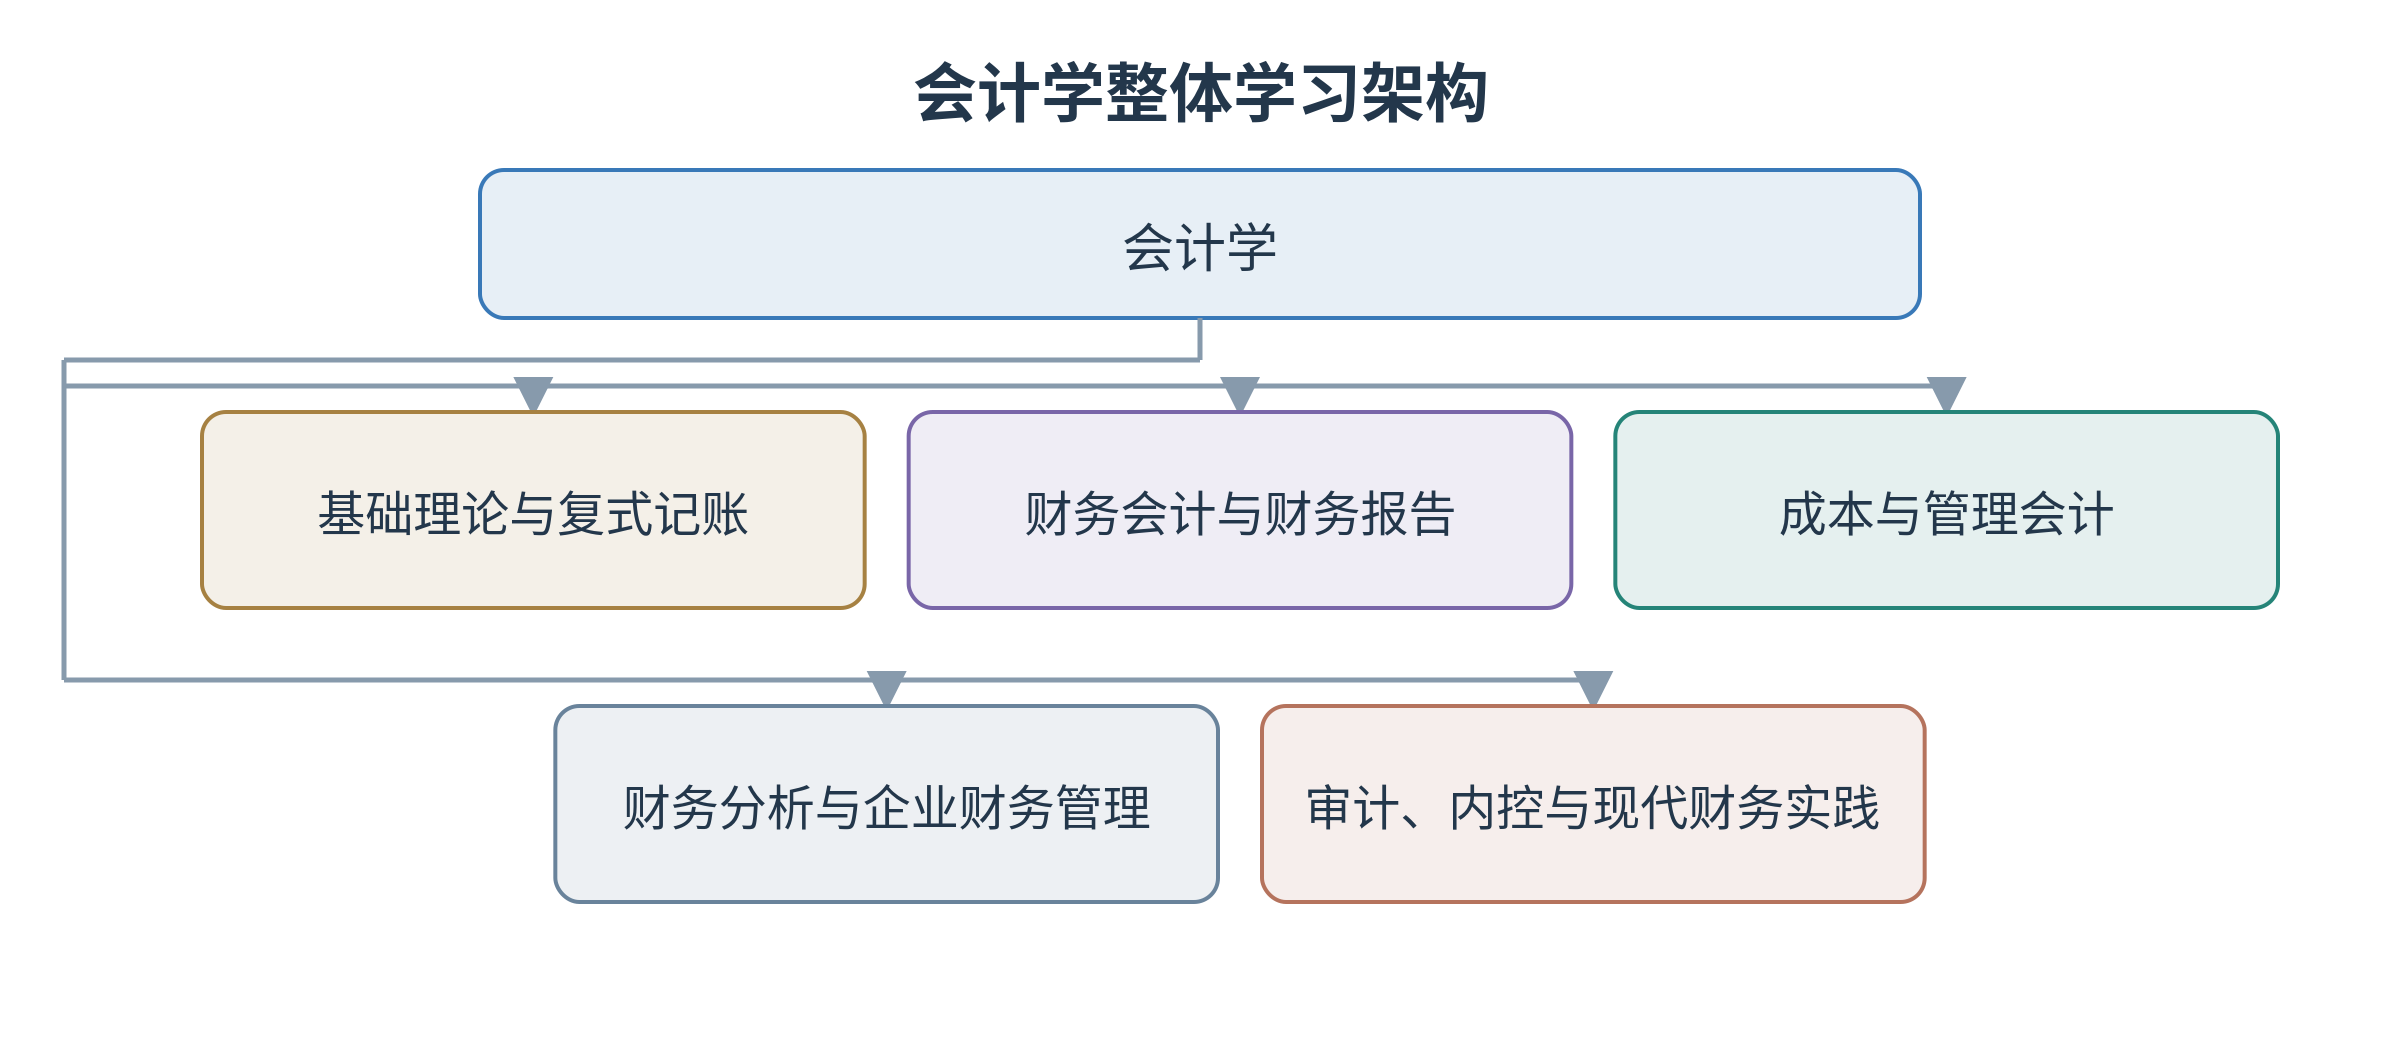 会计学整体学习架构
会计学
基础理论与复式记账
财务会计与财务报告
成本与管理会计
财务分析与企业财务管理
审计、内控与现代财务实践